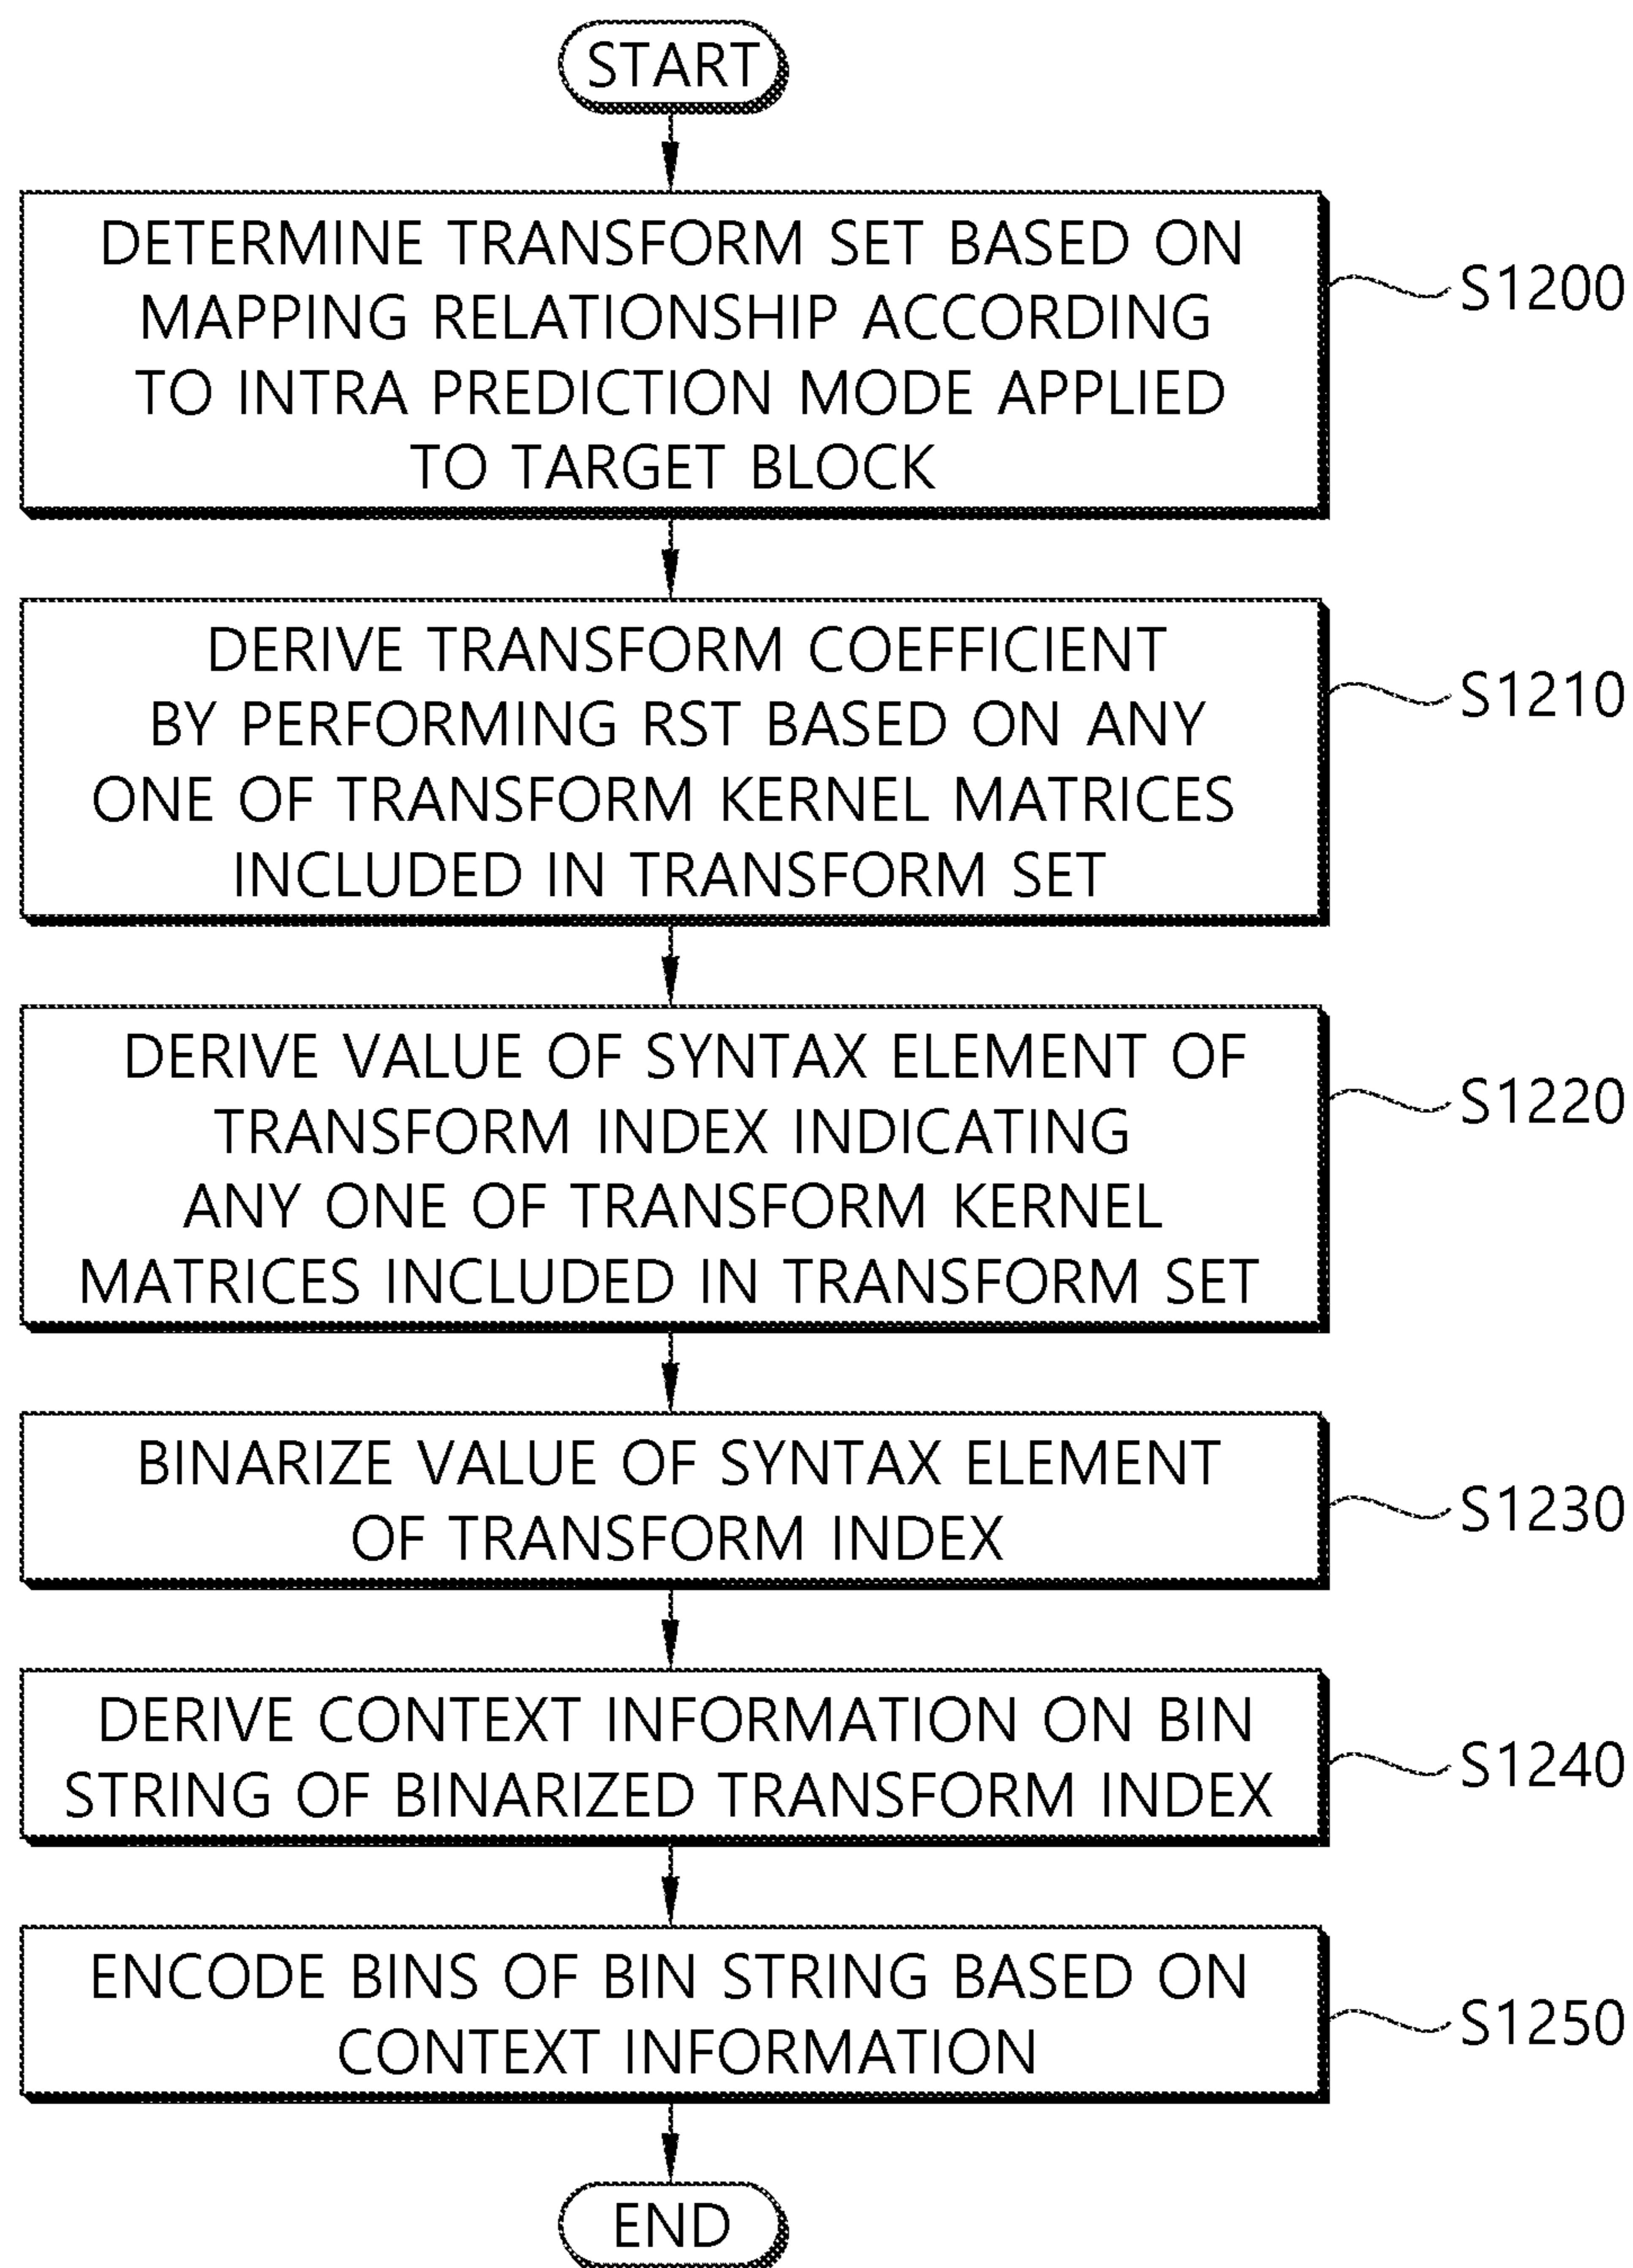 START
DETERMINE TRANSFORM SET BASED ON
MAPPING RELATIONSHIP ACCORDING
TO INTRA PREDICTION MODE APPLIED
TO TARGET BLOCK
S1200
DERIVE TRANSFORM COEFFICIENT
BY PERFORMING RST BASED ON ANY
ONE OF TRANSFORM KERNEL MATRICES
INCLUDED IN TRANSFORM SET
S1210
DERIVE VALUE OF SYNTAX ELEMENT OF
TRANSFORM INDEX INDICATING
ANY ONE OF TRANSFORM KERNEL
MATRICES INCLUDED IN TRANSFORM SET
S1220
BINARIZE VALUE OF SYNTAX ELEMENT
OF TRANSFORM INDEX
S1230
DERIVE CONTEXT INFORMATION ON BIN
STRING OF BINARIZED TRANSFORM INDEX
S1240
ENCODE BINS OF BIN STRING BASED ON
CONTEXT INFORMATION
S1250
END